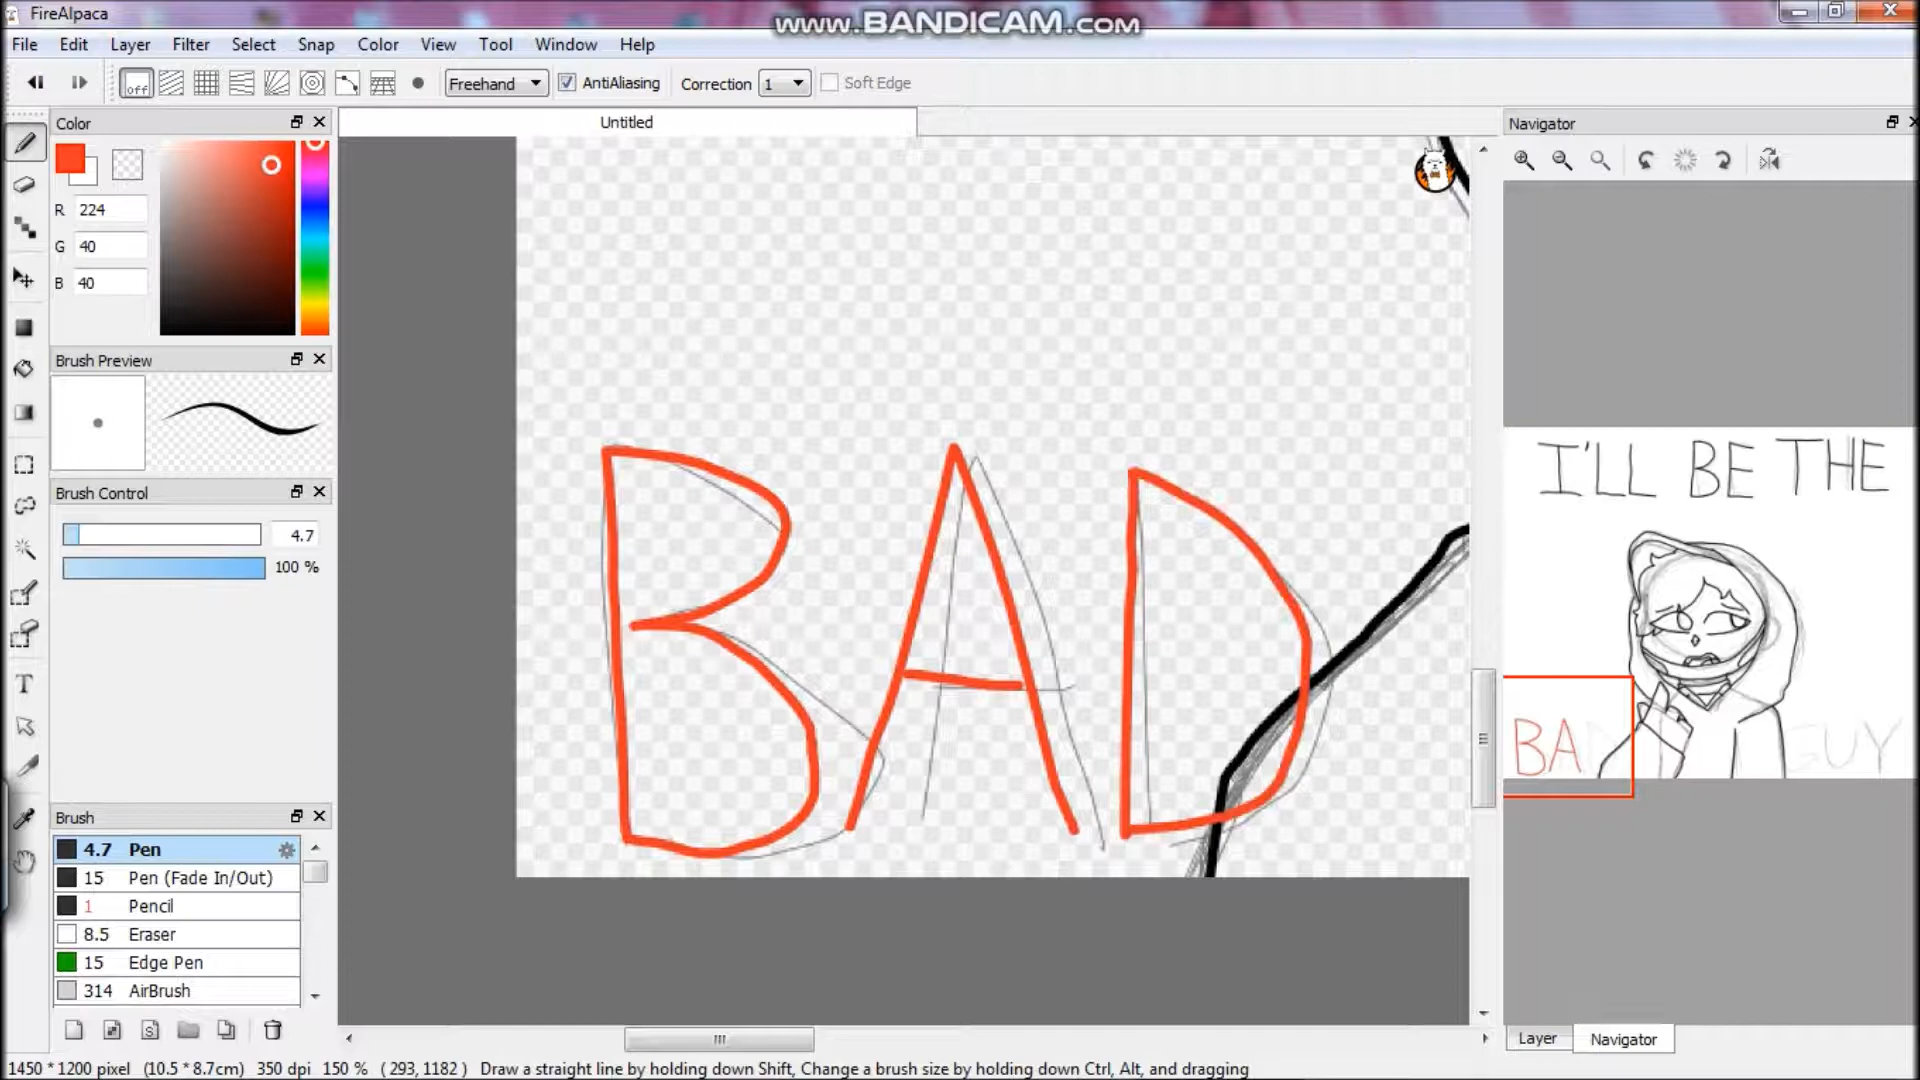 FireAlpaca
www.BANDICAM.com
File Edit Layer Filter Select Snap Color View Tool Window Help
off Freehand AntiAliasing Correction 1 Soft Edge
Color
R 224
G 40
B 40
Brush Preview
Brush Control
4.7
100 %
Brush
4.7 Pen
15 Pen (Fade In/Out)
1 Pencil
8.5 Eraser
15 Edge Pen
314 AirBrush
Untitled
BAD
Navigator
I'LL BE THE
BAD GUY
Layer Navigator
1450 * 1200 pixel (10.5 * 8.7cm) 350 dpi 150 % ( 293, 1182 ) Draw a straight line by holding down Shift, Change a brush size by holding down Ctrl, Alt, and dragging